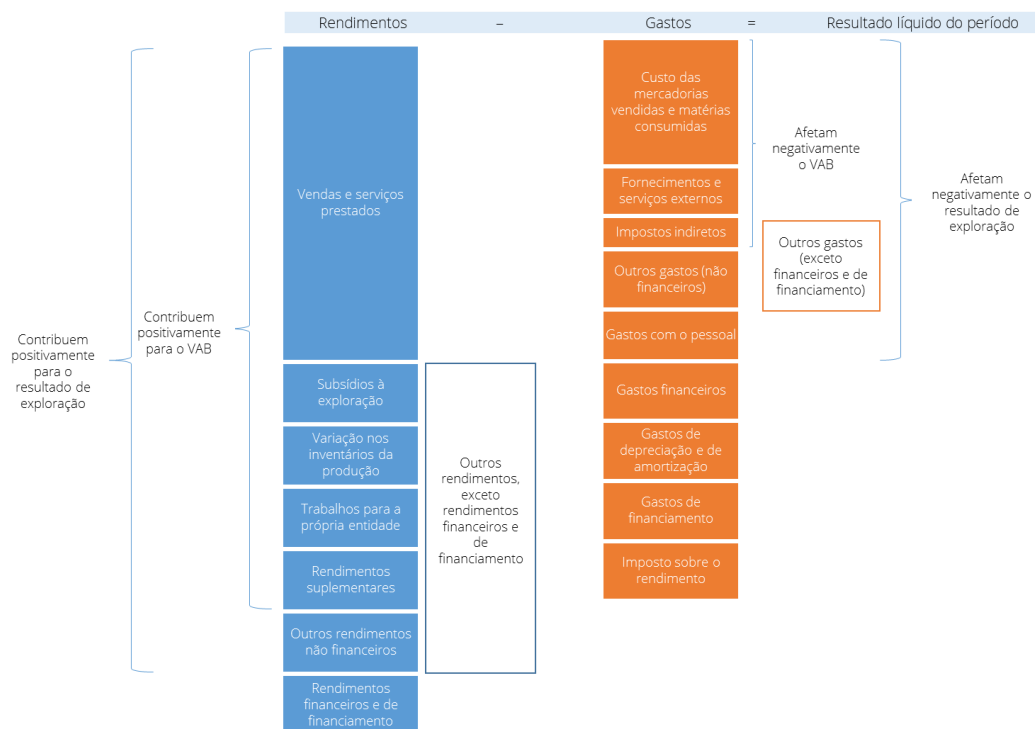 Rendimentos – Gastos = Resultado líquido do período
Contribuem
positivamente
para o
resultado de
exploração
Contribuem
positivamente
para o VAB
Vendas e serviços
prestados
Subsídios à
exploração
Variação nos
inventários da
produção
Trabalhos para a
própria entidade
Rendimentos
suplementares
Outros rendimentos
não financeiros
Rendimentos
financeiros e de
financiamento
Outros
rendimentos,
exceto
rendimentos
financeiros e
de
financiamento
Custo das
mercadorias
vendidas e matérias
consumidas
Fornecimentos e
serviços externos
Impostos indiretos
Outros gastos (não
financeiros)
Gastos com o pessoal
Gastos financeiros
Gastos de
depreciação e de
amortização
Gastos de
financiamento
Imposto sobre o
rendimento
Afetam
negativamente
o VAB
Outros gastos
(exceto
financeiros e de
financiamento)
Afetam
negativamente o
resultado de
exploração